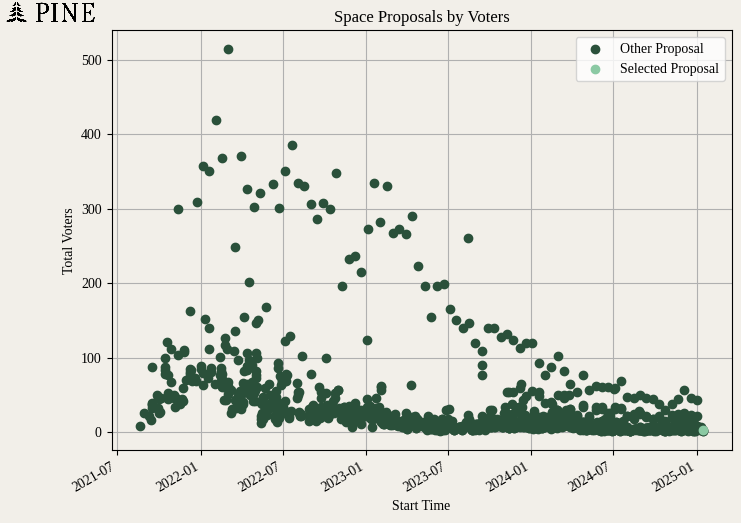 PINE
Space Proposals by Voters
Other Proposal
Selected Proposal
Total Voters
500
400
300
200
100
0
2021-07
2022-01
2022-07
2023-01
2023-07
2024-01
2024-07
2025-01
Start Time